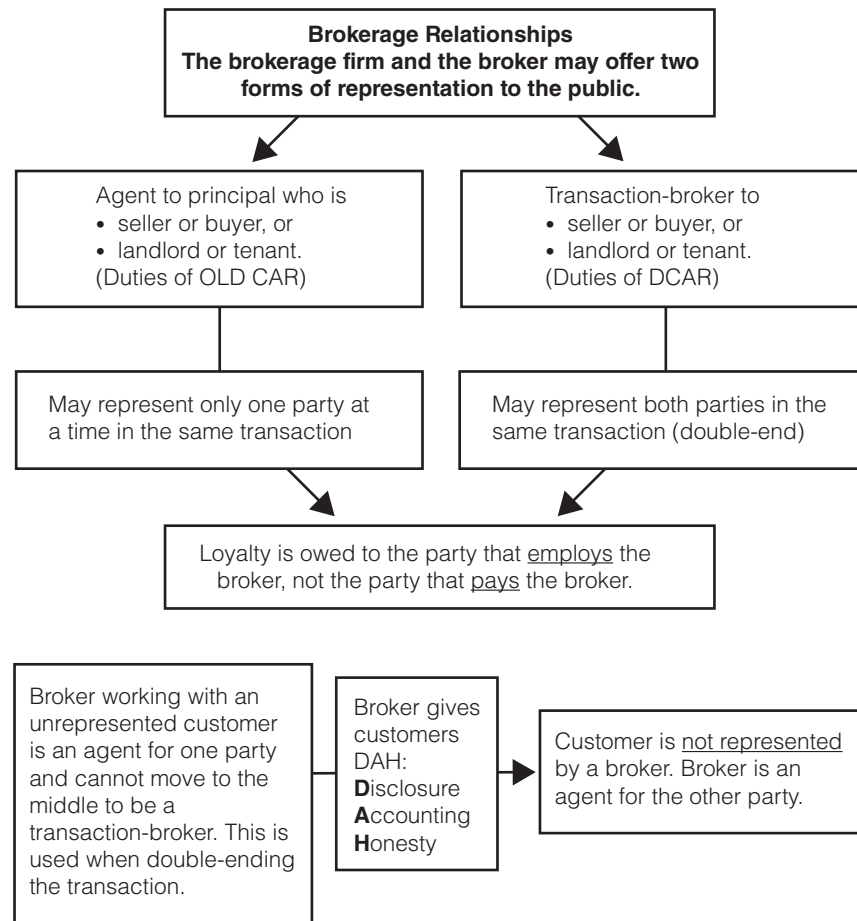 Brokerage Relationships
The brokerage firm and the broker may offer two
forms of representation to the public.
Agent to principal who is
• seller or buyer, or
• landlord or tenant.
(Duties of OLD CAR)
Transaction-broker to
• seller or buyer, or
• landlord or tenant.
(Duties of DCAR)
May represent only one party at
a time in the same transaction
May represent both parties in the
same transaction (double-end)
Loyalty is owed to the party that employs the
broker, not the party that pays the broker.
Broker working with an
unrepresented customer
is an agent for one party
and cannot move to the
middle to be a
transaction-broker. This is
used when double-ending
the transaction.
Broker gives
customers
DAH:
Disclosure
Accounting
Honesty
Customer is not represented
by a broker. Broker is an
agent for the other party.